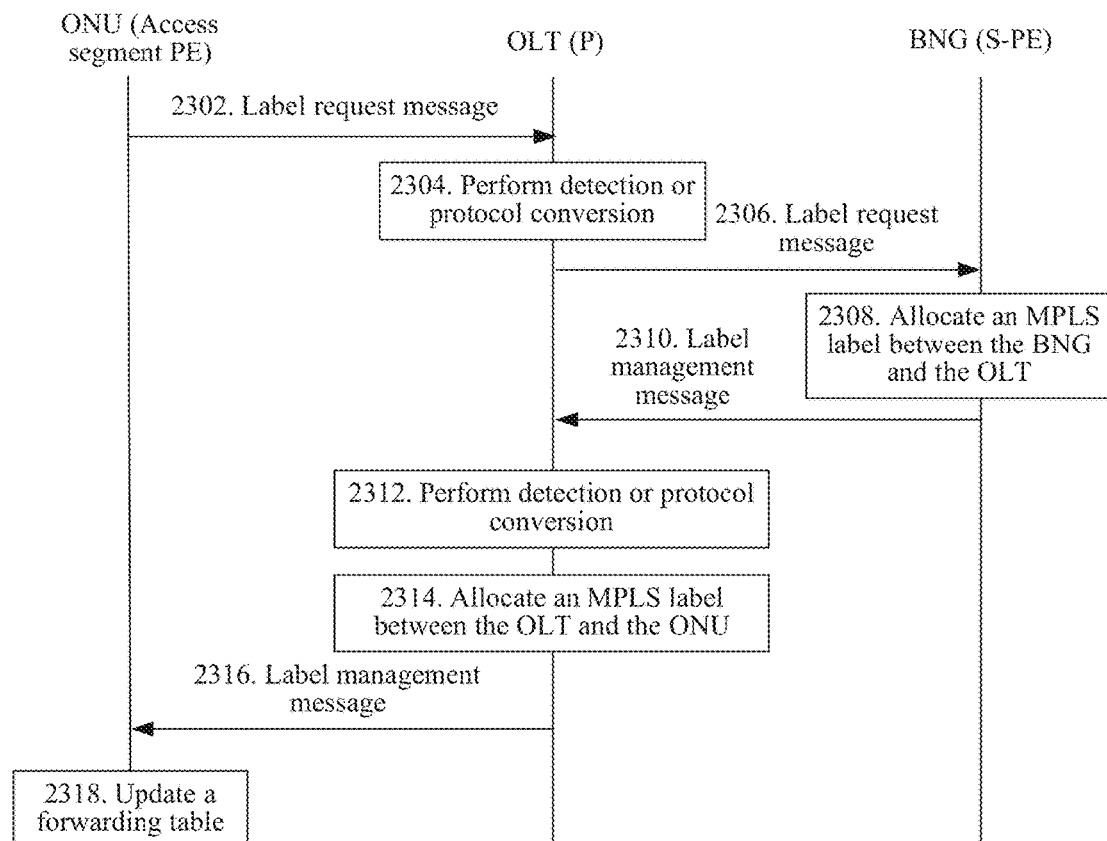 ONU (Access
segment PE)
OLT (P)
BNG (S-PE)
2302. Label request message
2304. Perform detection or
protocol conversion
2306. Label request
message
2308. Allocate an MPLS
label between the BNG
and the OLT
2310. Label
management
message
2312. Perform detection or protocol
conversion
2314. Allocate an MPLS label
between the OLT and the ONU
2316. Label management
message
2318. Update a
forwarding table